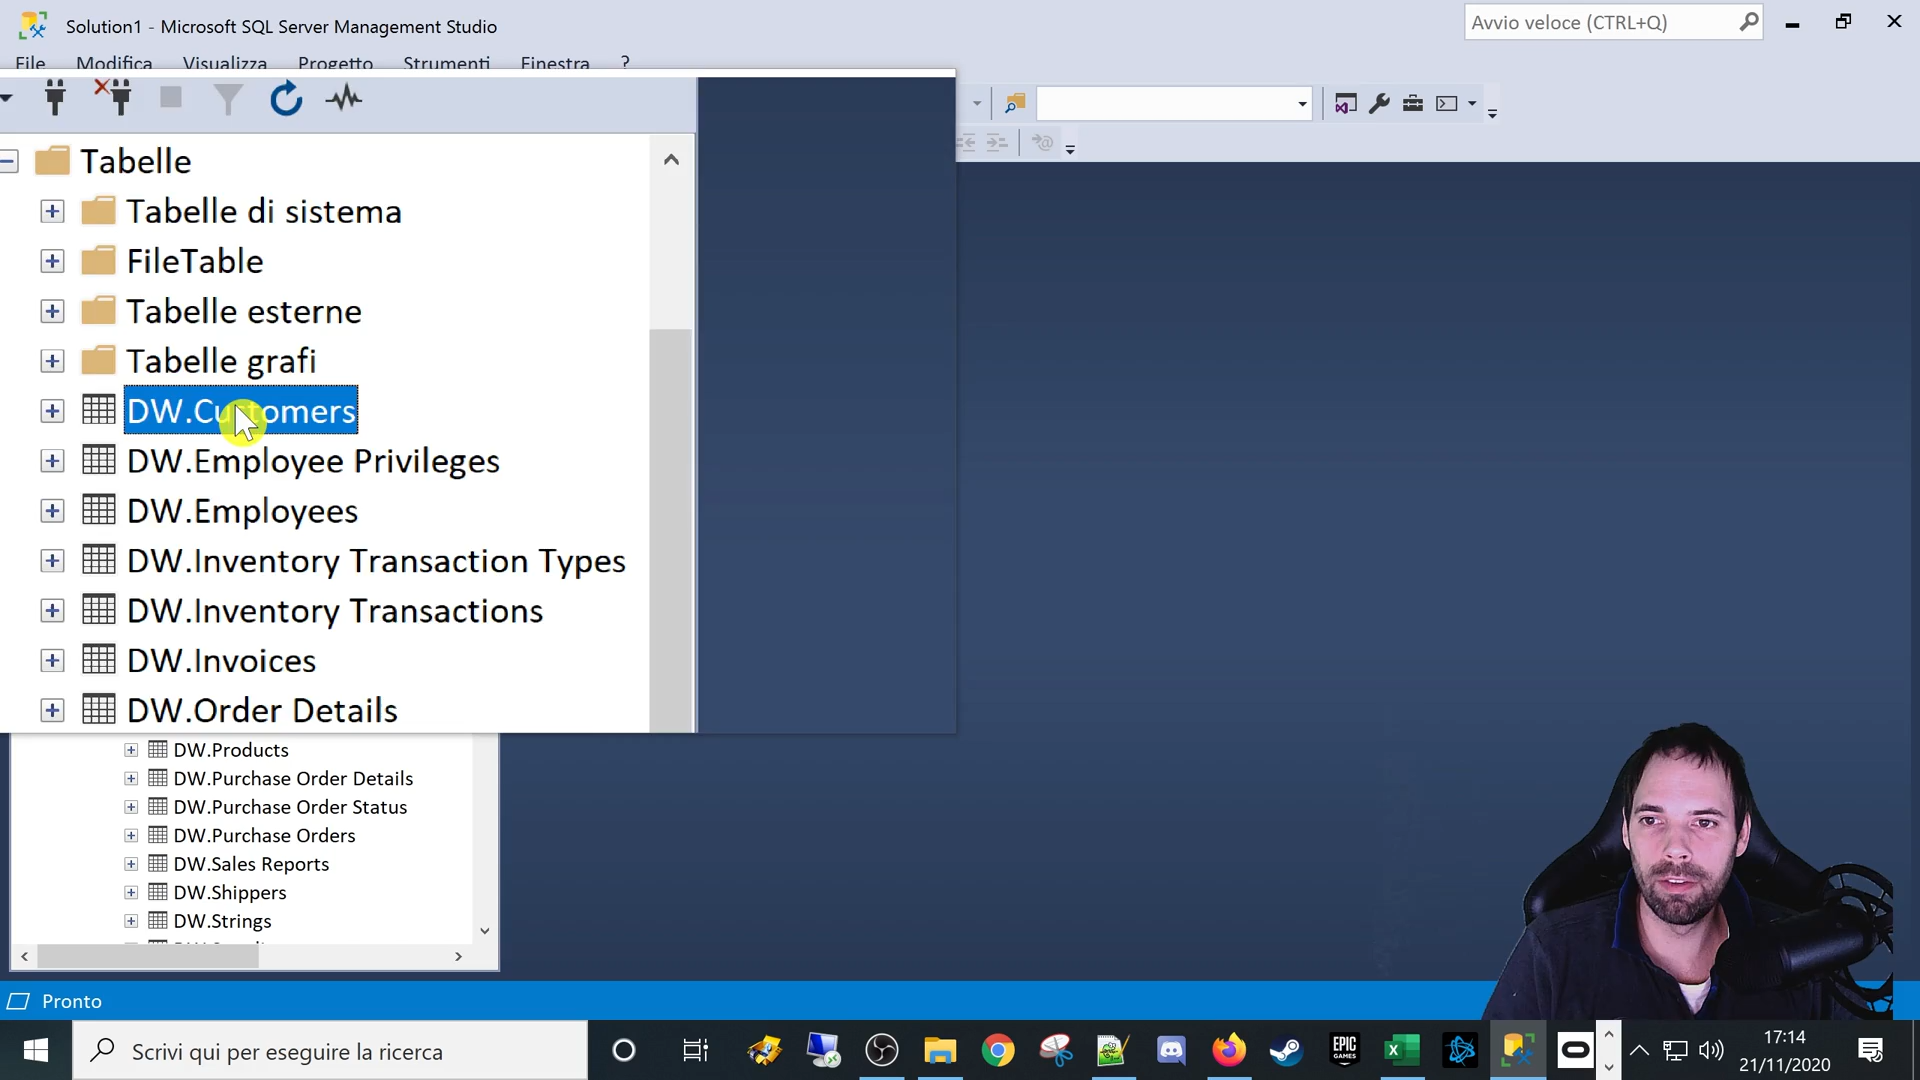 Solution1 - Microsoft SQL Server Management Studio
Avvio veloce (CTRL+Q)
File Modifica Visualizza Progetto Strumenti Finestra ?
Tabelle
Tabelle di sistema
FileTable
Tabelle esterne
Tabelle grafi
DW.Customers
DW.Employee Privileges
DW.Employees
DW.Inventory Transaction Types
DW.Inventory Transactions
DW.Invoices
DW.Order Details
DW.Products
DW.Purchase Order Details
DW.Purchase Order Status
DW.Purchase Orders
DW.Sales Reports
DW.Shippers
DW.Strings
Pronto
Scrivi qui per eseguire la ricerca
EPIC
GAMES
17:14
21/11/2020